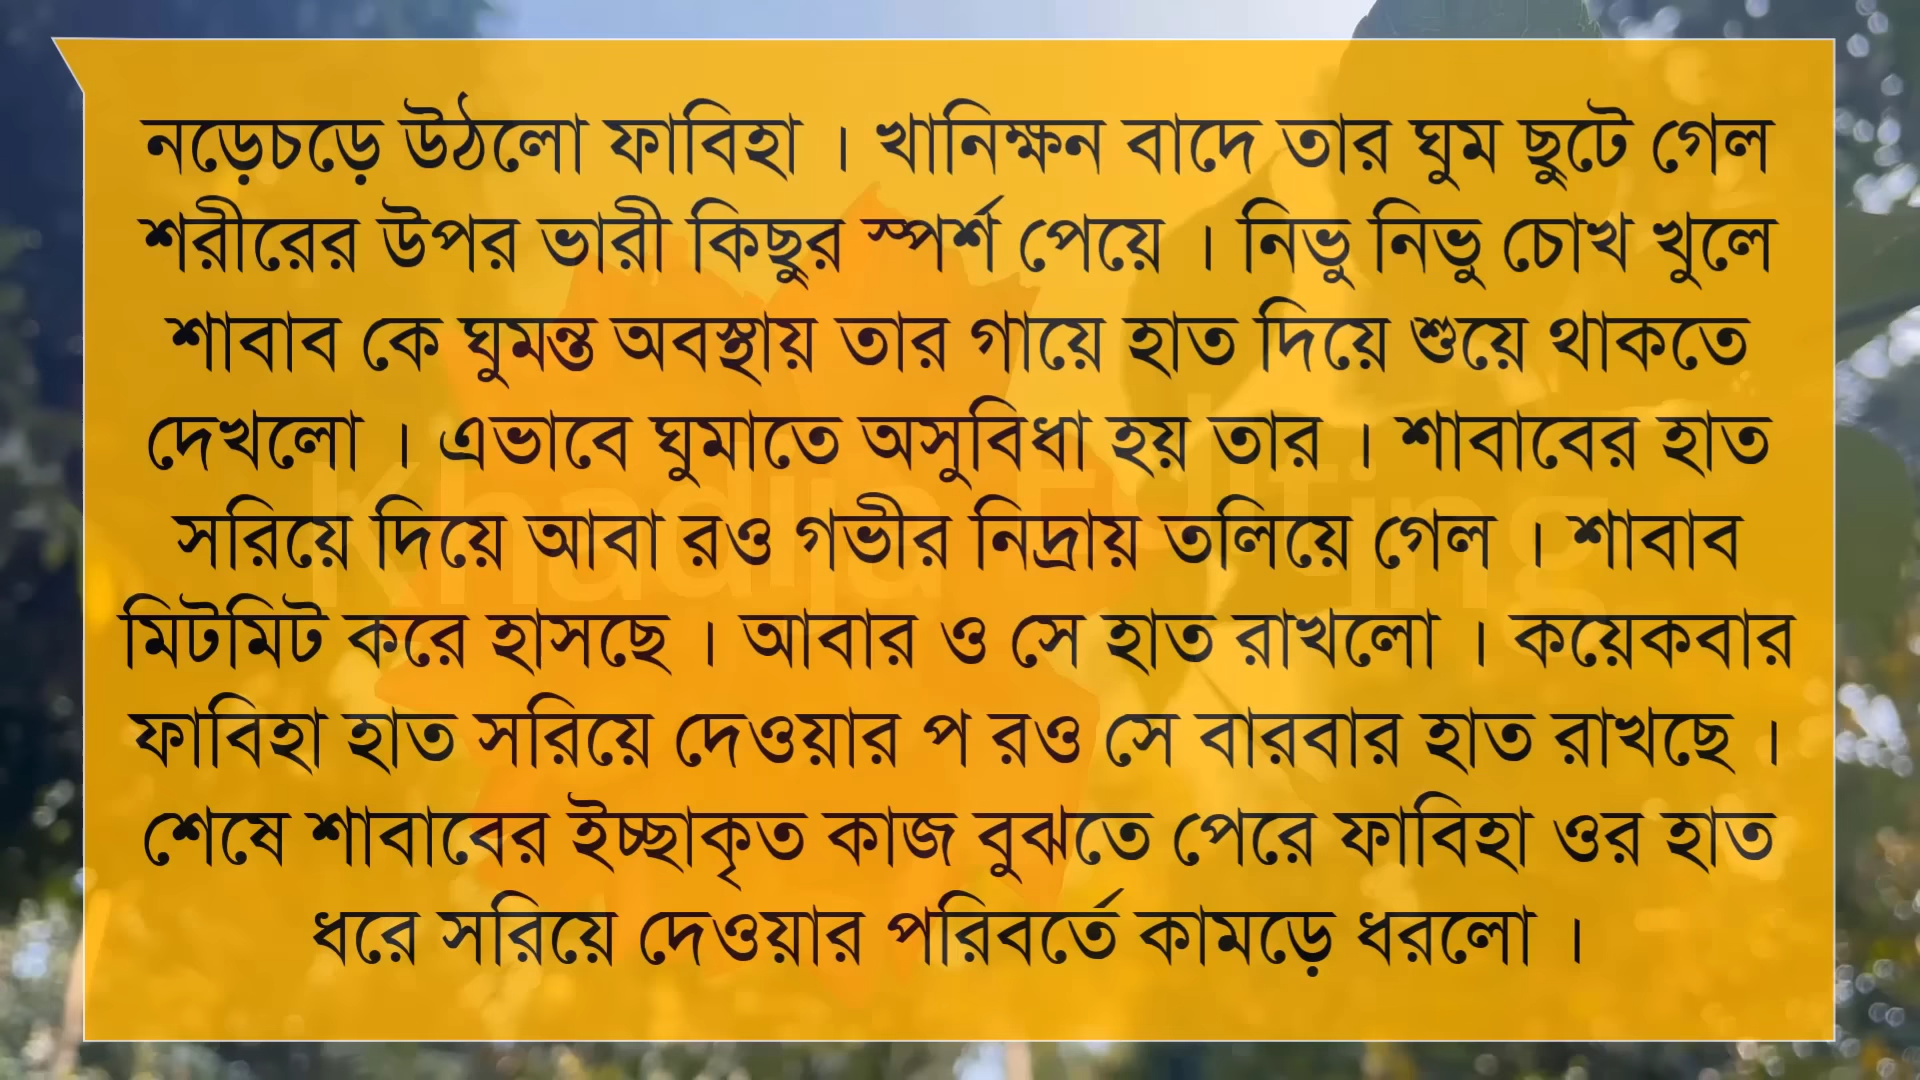 নড়েচড়ে উঠলো ফাবিহা । খানিক্ষন বাদে তার ঘুম ছুটে গেল
শরীরের উপর ভারী কিছুর স্পর্শ পেয়ে । নিভু নিভু চোখ খুলে
শাবাব কে ঘুমন্ত অবস্থায় তার গায়ে হাত দিয়ে শুয়ে থাকতে
দেখলো । এভাবে ঘুমাতে অসুবিধা হয় তার । শাবাবের হাত
সরিয়ে দিয়ে আবা রও গভীর নিদ্রায় তলিয়ে গেল । শাবাব
মিটমিট করে হাসছে । আবার ও সে হাত রাখলো । কয়েকবার
ফাবিহা হাত সরিয়ে দেওয়ার প রও সে বারবার হাত রাখছে ।
শেষে শাবাবের ইচ্ছাকৃত কাজ বুঝতে পেরে ফাবিহা ওর হাত
ধরে সরিয়ে দেওয়ার পরিবর্তে কামড়ে ধরলো ।
Khadija Editing